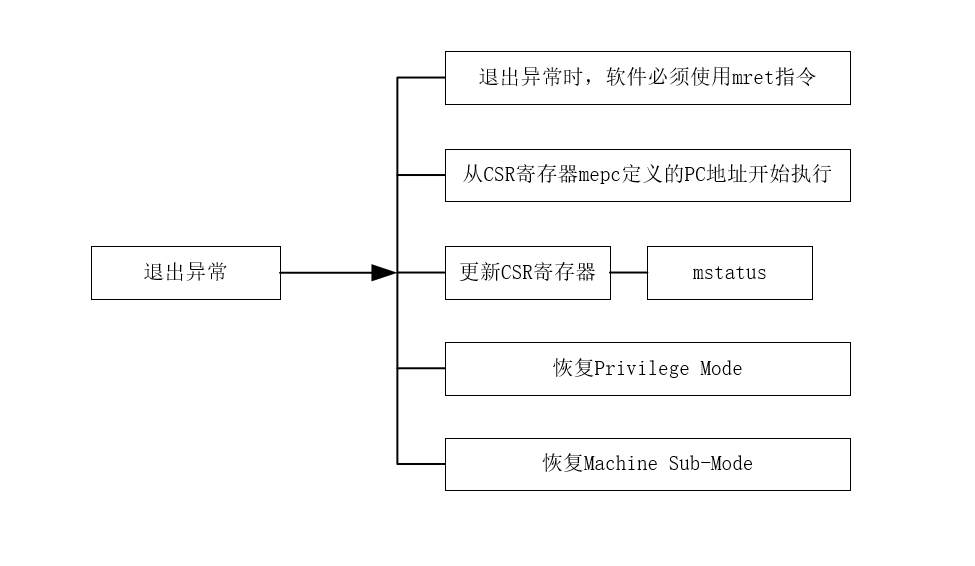 退出异常时，软件必须使用mret指令
从CSR寄存器mepc定义的PC地址开始执行
退出异常
更新CSR寄存器
mstatus
恢复Privilege Mode
恢复Machine Sub-Mode